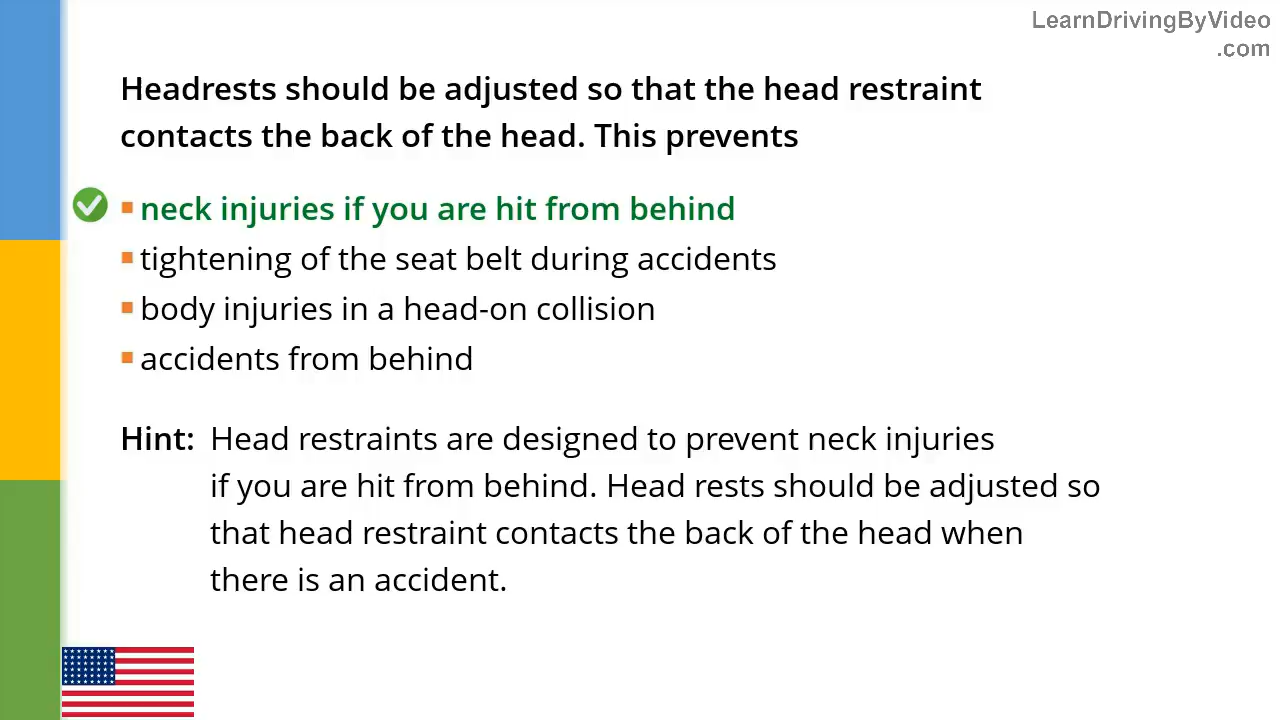 LearnDrivingByVideo
.com
Headrests should be adjusted so that the head restraint
contacts the back of the head. This prevents
neck injuries if you are hit from behind
tightening of the seat belt during accidents
body injuries in a head-on collision
accidents from behind
Hint: Head restraints are designed to prevent neck injuries
if you are hit from behind. Head rests should be adjusted so
that head restraint contacts the back of the head when
there is an accident.